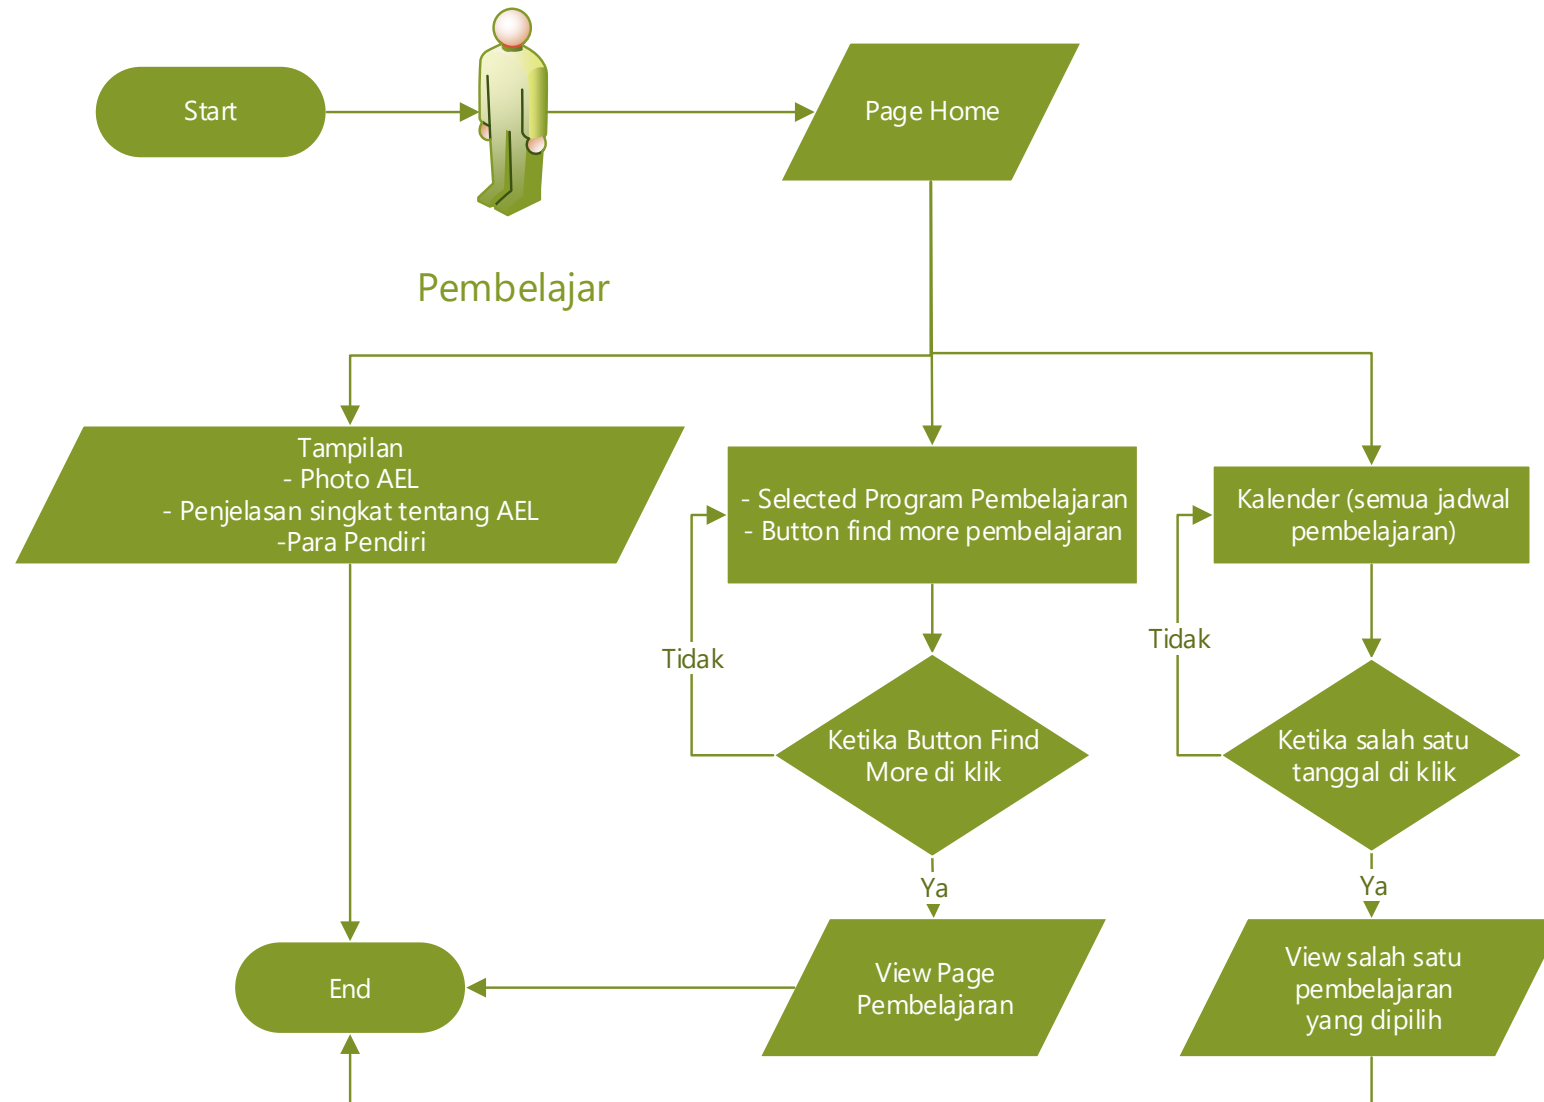 Start
Page Home
Pembelajar
Tampilan
- Photo AEL
- Penjelasan singkat tentang AEL
-Para Pendiri
- Selected Program Pembelajaran
- Button find more pembelajaran
Kalender (semua jadwal
pembelajaran)
Tidak
Tidak
Ketika Button Find
More di klik
Ketika salah satu
tanggal di klik
Ya
Ya
End
View Page
Pembelajaran
View salah satu
pembelajaran
yang dipilih